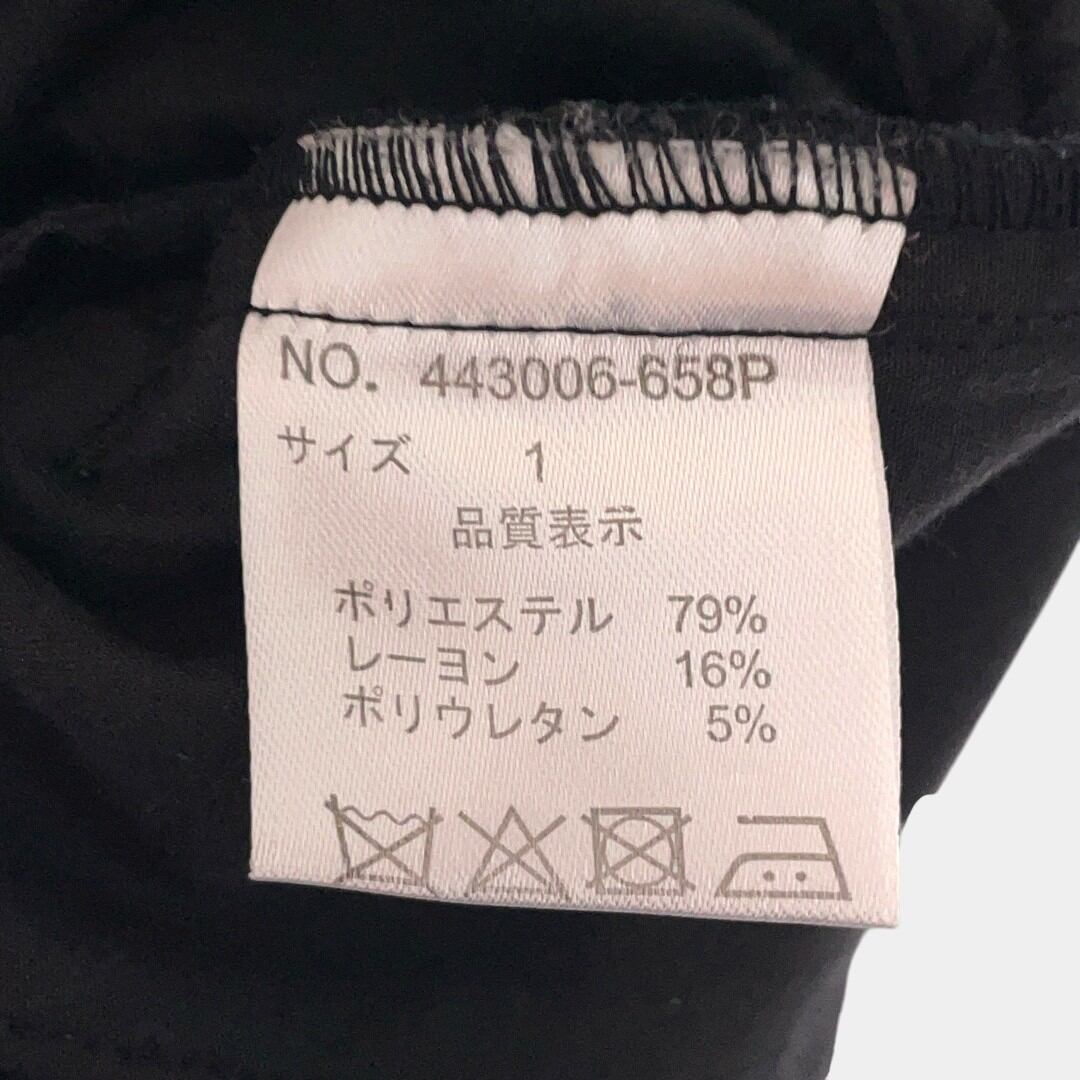 NO. 443006-658P
サイズ 1
品質表示
ポリエステル 79%
レーヨン 16%
ポリウレタン 5%